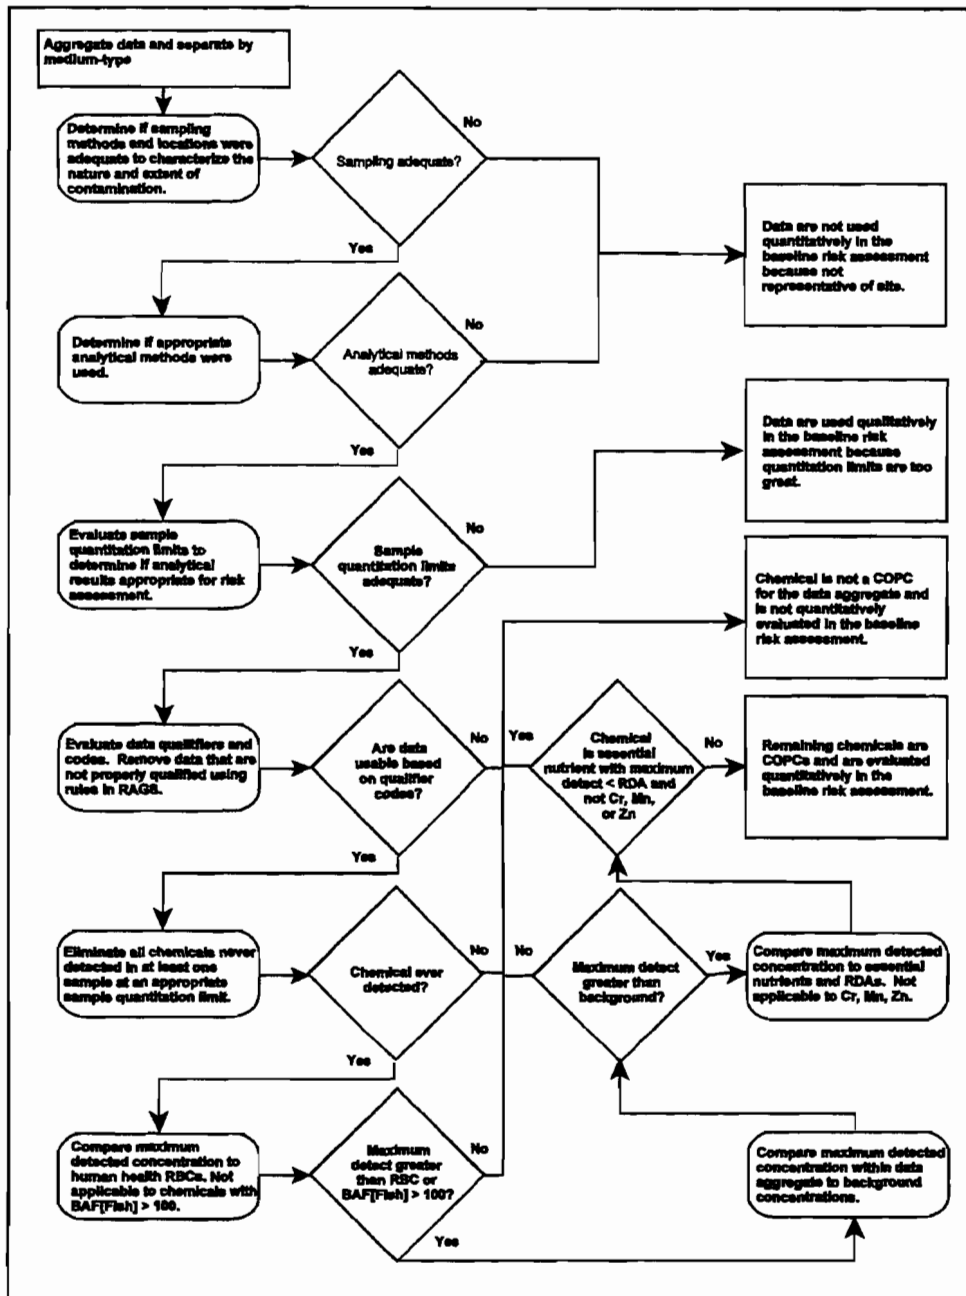 Aggregate data and separate by
medium-type
Determine if sampling
methods and locations were
adequate to characterize the
nature and extent of
contamination.
Sampling adequate?
No
Yes
Data are not used
quantitatively in the
baseline risk assessment
because not
representative of site.
Determine if appropriate
analytical methods were
used.
Analytical methods
adequate?
No
Yes
Data are used qualitatively
in the baseline risk
assessment because
quantitation limits are too
great.
Evaluate sample
quantitation limits to
determine if analytical
results appropriate for risk
assessment.
Sample
quantitation limits
adequate?
No
Yes
Chemical is not a COPC
for the data aggregate and
is not quantitatively
evaluated in the baseline
risk assessment.
Evaluate data qualifiers and
codes. Remove data that are
not properly qualified using
rules in RAGS.
Are data
usable based
on qualifier
codes?
No
Yes
Yes
Chemical
is essential
nutrient with maximum
detect < RDA and
not Cr, Mn,
or Zn
No
Remaining chemicals are
COPCs and are evaluated
quantitatively in the
baseline risk assessment.
Eliminate all chemicals never
detected in at least one
sample at an appropriate
sample quantitation limit.
Chemical ever
detected?
No
Yes
No
Maximum detect
greater than
background?
Yes
Compare maximum detected
concentration to essential
nutrients and RDAs. Not
applicable to Cr, Mn, Zn.
Compare maximum
detected concentration to
human health RBCs. Not
applicable to chemicals with
BAF[Fish] > 100.
Maximum
detect greater
than RBC or
BAF[Fish] > 100?
No
Yes
Compare maximum detected
concentration within data
aggregate to background
concentrations.